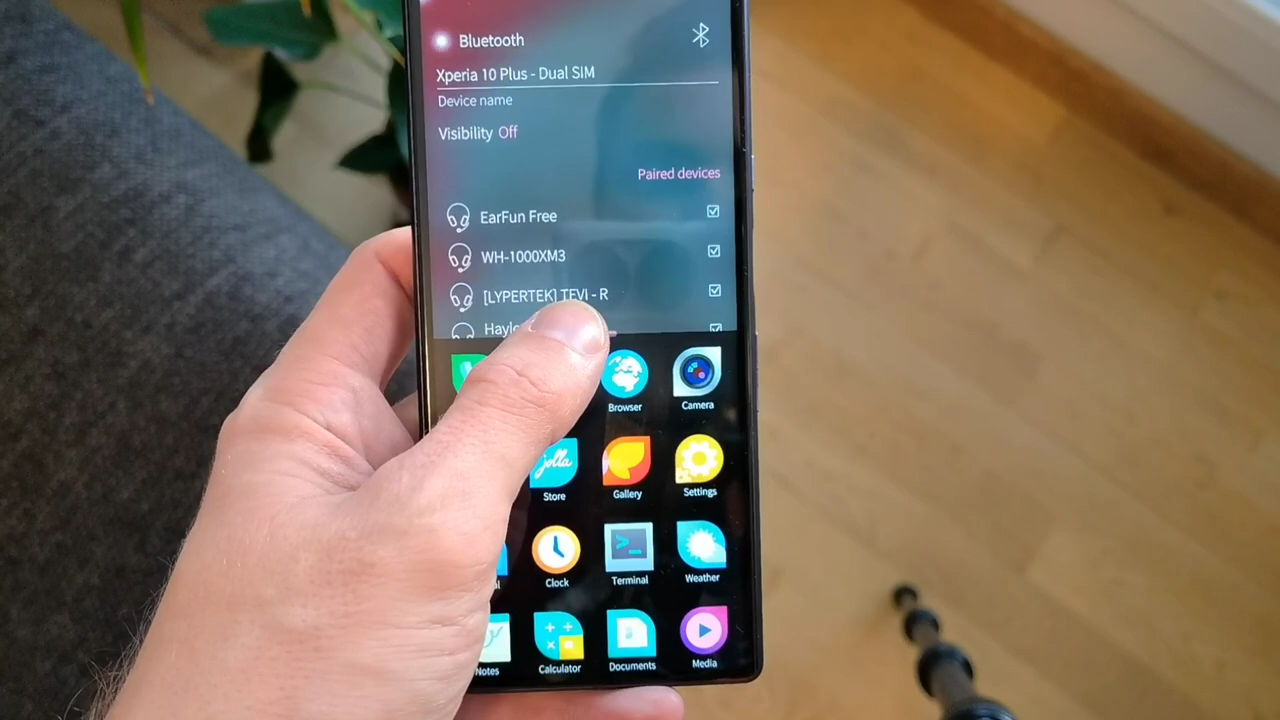 Bluetooth
Xperia 10 Plus - Dual SIM
Device name
Visibility Off
Paired devices
EarFun Free
WH-1000XM3
[LYPERTEK] TEVI - R
Browser
Camera
jolla
Store
Gallery
Settings
>_
Clock
Terminal
Weather
Notes
Calculator
Documents
Media